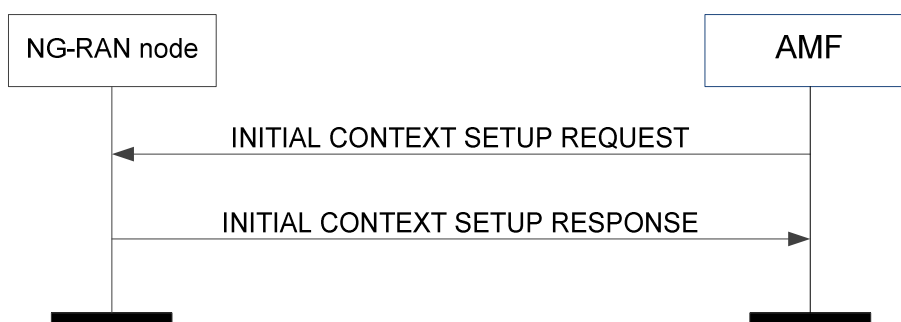 NG-RAN node
AMF
INITIAL CONTEXT SETUP REQUEST
INITIAL CONTEXT SETUP RESPONSE